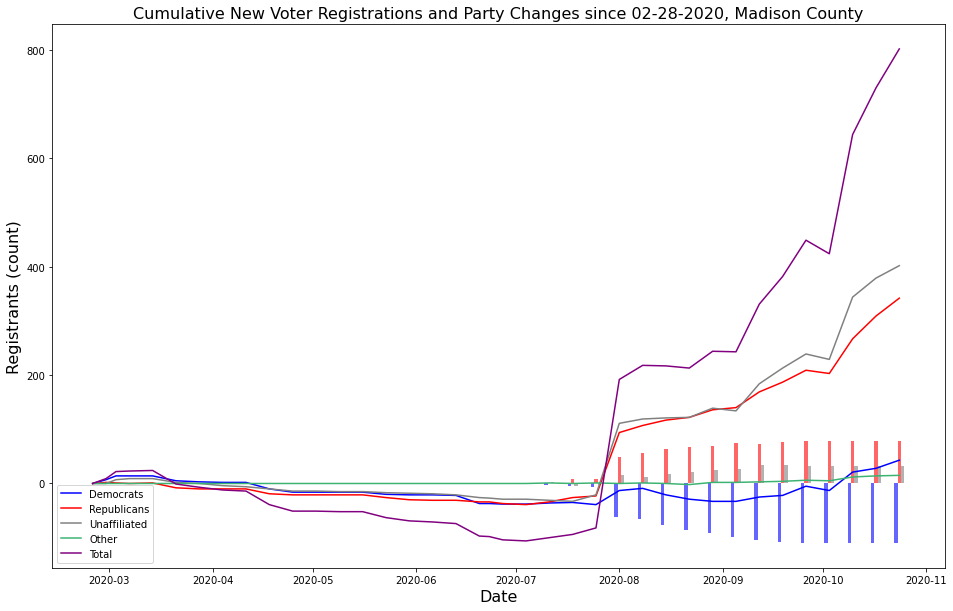 Cumulative New Voter Registrations and Party Changes since 02-28-2020, Madison County
Registrants (count)
800
600
400
200
0
Democrats
Republicans
Unaffiliated
Other
Total
2020-03 2020-04 2020-05 2020-06 2020-07 2020-08 2020-09 2020-10 2020-11
Date